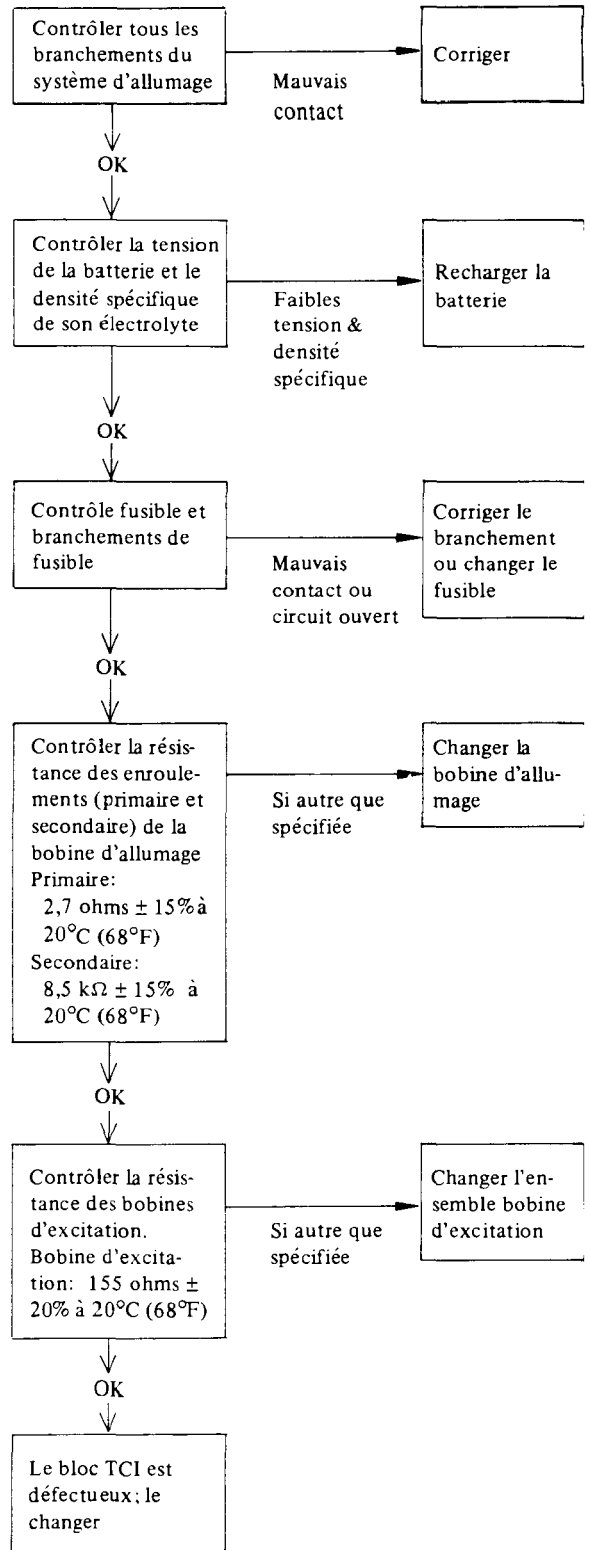 Contrôler tous les
branchements du
système d'allumage
Mauvais
contact
Corriger
OK
Contrôler la tension
de la batterie et le
densité spécifique
de son électrolyte
Faibles
tension &
densité
spécifique
Recharger la
batterie
OK
Contrôle fusible et
branchements de
fusible
Mauvais
contact ou
circuit ouvert
Corriger le
branchement
ou changer le
fusible
OK
Contrôler la résis-
tance des enroule-
ments (primaire et
secondaire) de la
bobine d'allumage
Primaire:
2,7 ohms ± 15% à
20°C (68°F)
Secondaire:
8,5 kΩ ± 15% à
20°C (68°F)
Si autre que
spécifiée
Changer la
bobine d'allu-
mage
OK
Contrôler la résis-
tance des bobines
d'excitation.
Bobine d'excita-
tion: 155 ohms ±
20% à 20°C (68°F)
Si autre que
spécifiée
Changer l'en-
semble bobine
d'excitation
OK
Le bloc TCI est
défectueux; le
changer